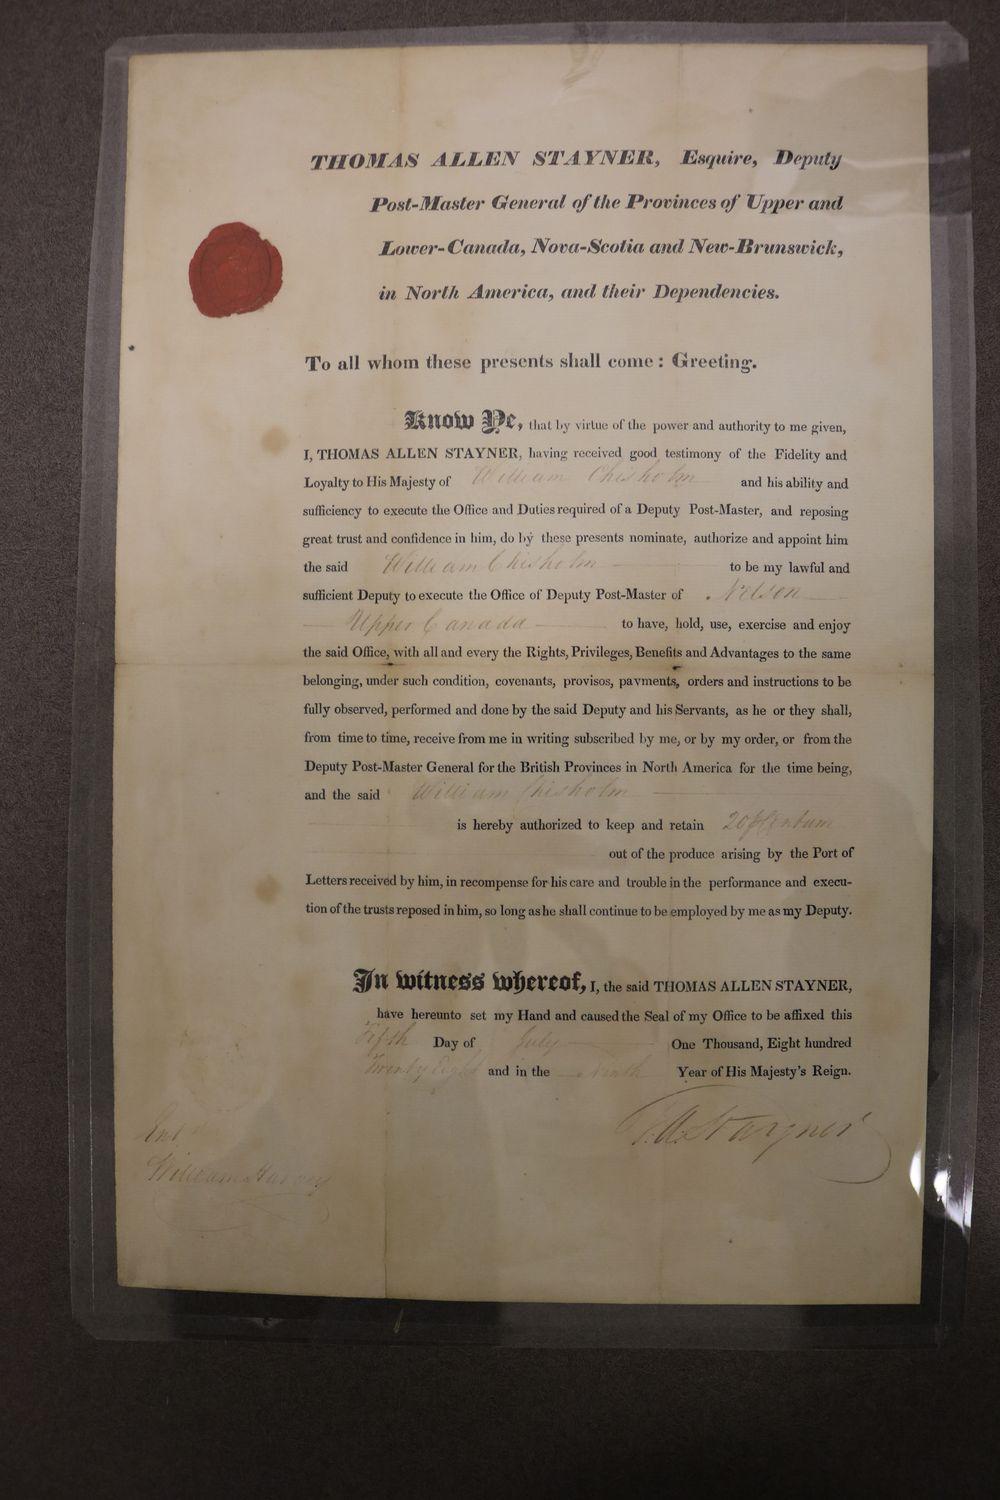 THOMAS ALLEN STAYNER, Esquire, Deputy
Post-Master General of the Provinces of Upper and
Lower-Canada, Nova-Scotia and New-Brunswick,
in North America, and their Dependencies.
To all whom these presents shall come: Greeting.
Know Ye, that by virtue of the power and authority to me given,
I, THOMAS ALLEN STAYNER, having received good testimony of the Fidelity and
Loyalty to His Majesty of William Chisholm and his ability and
sufficiency to execute the Office and Duties required of a Deputy Post-Master, and reposing
great trust and confidence in him, do by these presents nominate, authorize and appoint him
the said William Chisholm to be my lawful and
sufficient Deputy to execute the Office of Deputy Post-Master of Nelson
Upper Canada to have, hold, use, exercise and enjoy
the said Office, with all and every the Rights, Privileges, Benefits and Advantages to the same
belonging, under such condition, covenants, provisos, payments, orders and instructions to be
fully observed, performed and done by the said Deputy and his Servants, as he or they shall,
from time to time, receive from me in writing subscribed by me, or by my order, or from the
Deputy Post-Master General for the British Provinces in North America for the time being,
and the said William Chisholm
is hereby authorized to keep and retain 20 p Centum
out of the produce arising by the Port of
Letters received by him, in recompense for his care and trouble in the performance and execu-
tion of the trusts reposed in him, so long as he shall continue to be employed by me as my Deputy.
In witness whereof, I, the said THOMAS ALLEN STAYNER,
have hereunto set my Hand and caused the Seal of my Office to be affixed this
Fifth Day of July One Thousand, Eight hundred
Twenty Eight and in the Ninth Year of His Majesty's Reign.
T.A. Stayner
William Harvey